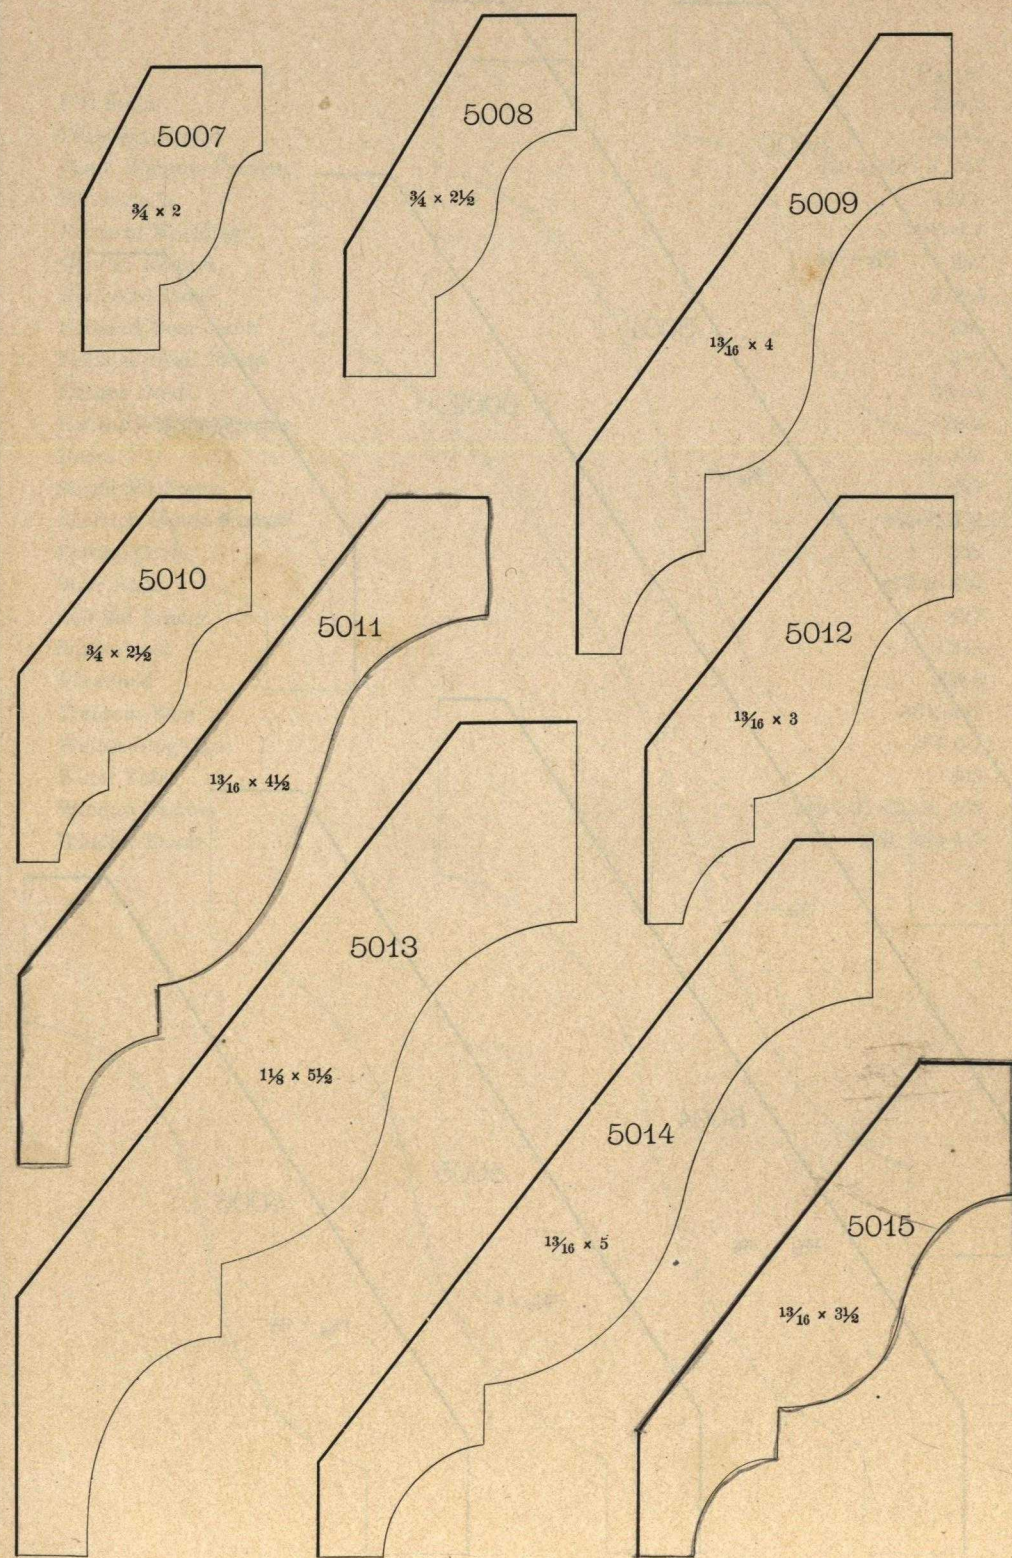 5007
¾ × 2
5008
¾ × 2½
5009
13/16 × 4
5010
¾ × 2½
5011
13/16 × 4½
5012
13/16 × 3
5013
1⅛ × 5½
5014
13/16 × 5
5015
13/16 × 3½